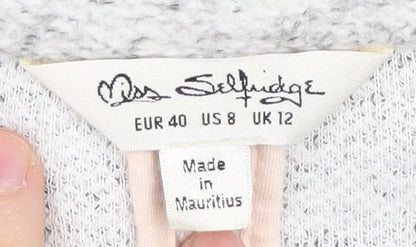 Miss Selfridge
EUR 40 US 8 UK 12
Made
in
Mauritius